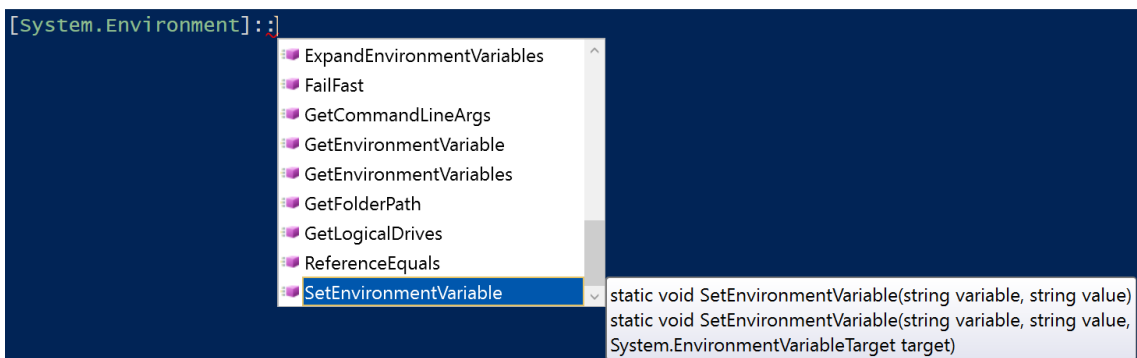 [System.Environment]::
ExpandEnvironmentVariables
FailFast
GetCommandLineArgs
GetEnvironmentVariable
GetEnvironmentVariables
GetFolderPath
GetLogicalDrives
ReferenceEquals
SetEnvironmentVariable
static void SetEnvironmentVariable(string variable, string value)
static void SetEnvironmentVariable(string variable, string value,
System.EnvironmentVariableTarget target)